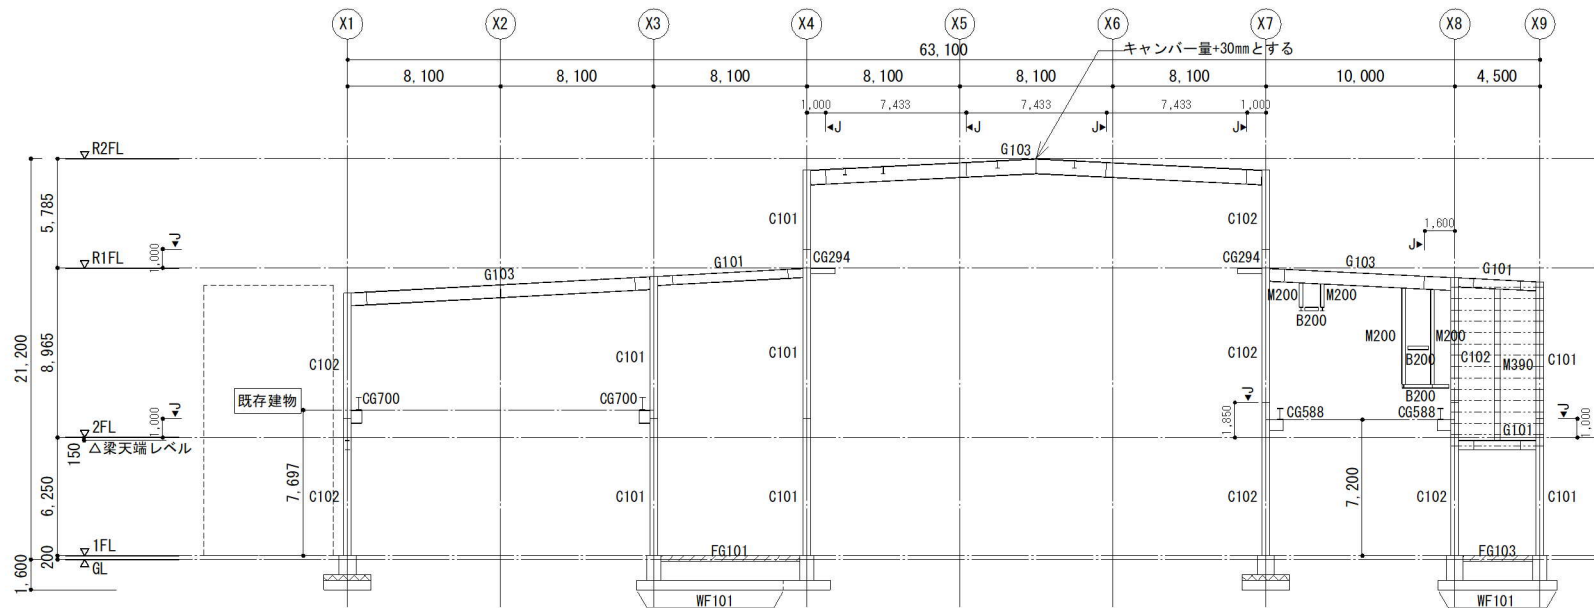 X1 X2 X3 X4 X5 X6 X7 X8 X9
63,100
キャンバー量+30mmとする
8,100 8,100 8,100 8,100 8,100 8,100 10,000 4,500
1,000 7,433 7,433 7,433 1,000
J J J J
R2FL
G103
5,785
C101 C102
1,600
J
J
1,000
R1FL
CG294 CG294
G103 G101 G103 G101
M200 M200
B200
21,200
8,965
C102 C101 C101 C102
M200 M200
B200
C102 M390 C101
B200
既存建物
CG700 CG700
J
1,000
J
1,850
CG588 CG588
J
1,000
2FL
G101
150
△梁天端レベル
7,697
7,200
6,250
C102 C101 C101 C102 C102 C101
1FL
200
GL
FG101 FG103
1,600
WF101 WF101